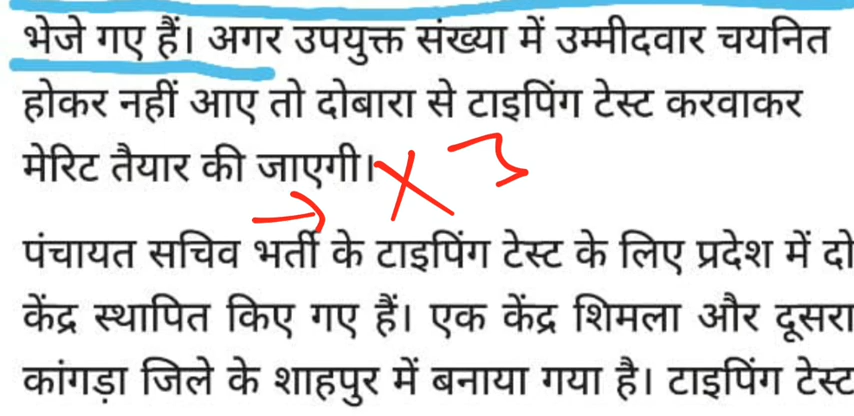 भेजे गए हैं। अगर उपयुक्त संख्या में उम्मीदवार चयनित
होकर नहीं आए तो दोबारा से टाइपिंग टेस्ट करवाकर
मेरिट तैयार की जाएगी। X 3
पंचायत सचिव भर्ती के टाइपिंग टेस्ट के लिए प्रदेश में दो
केंद्र स्थापित किए गए हैं। एक केंद्र शिमला और दूसरा
कांगड़ा जिले के शाहपुर में बनाया गया है। टाइपिंग टेस्ट